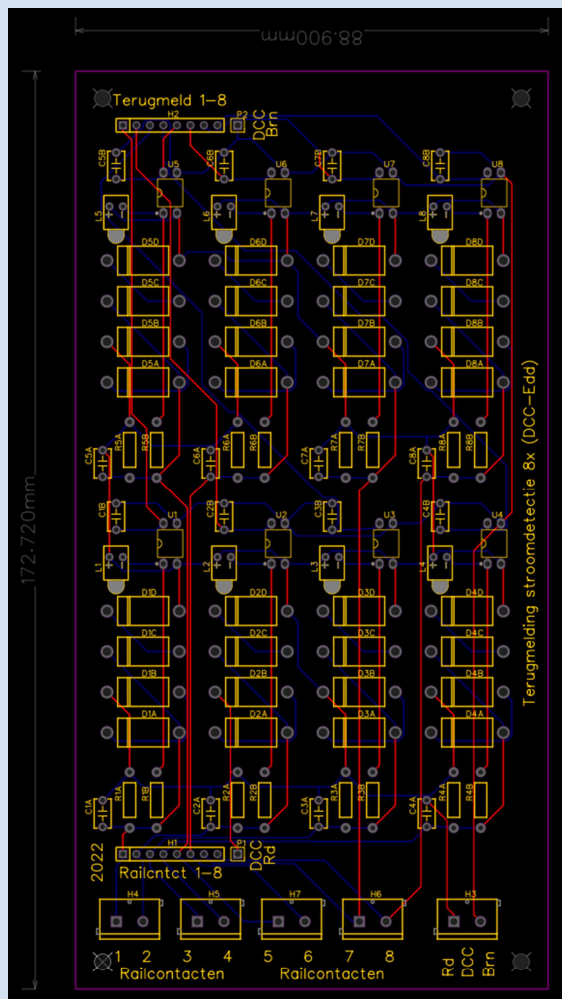 88.900mm
172.720mm
Terugmeld 1-8
H2
P2
DCC
Brn
C5B
U5
C6B
U6
C7B
U7
C8B
U8
L5
L6
L7
L8
D5D
D6D
D7D
D8D
D5C
D6C
D7C
D8C
D5B
D6B
D7B
D8B
D5A
D6A
D7A
D8A
C5A
R5A
R5B
C6A
R6A
R6B
C7A
R7A
R7B
C8A
R8A
R8B
Terugmelding stroomdetectie 8x (DCC-Edd)
C1B
U1
C2B
U2
C3B
U3
C4B
U4
L1
L2
L3
L4
D1D
D2D
D3D
D4D
D1C
D2C
D3C
D4C
D1B
D2B
D3B
D4B
D1A
D2A
D3A
D4A
C1A
R1A
R1B
C2A
R2A
R2B
C3A
R3A
R3B
C4A
R4A
R4B
2022
H1
P1
DCC
Rd
Railcntct 1-8
H4
H5
H7
H6
H3
1 2 3 4 5 6 7 8
Railcontacten Railcontacten
Rd
DCC
Brn